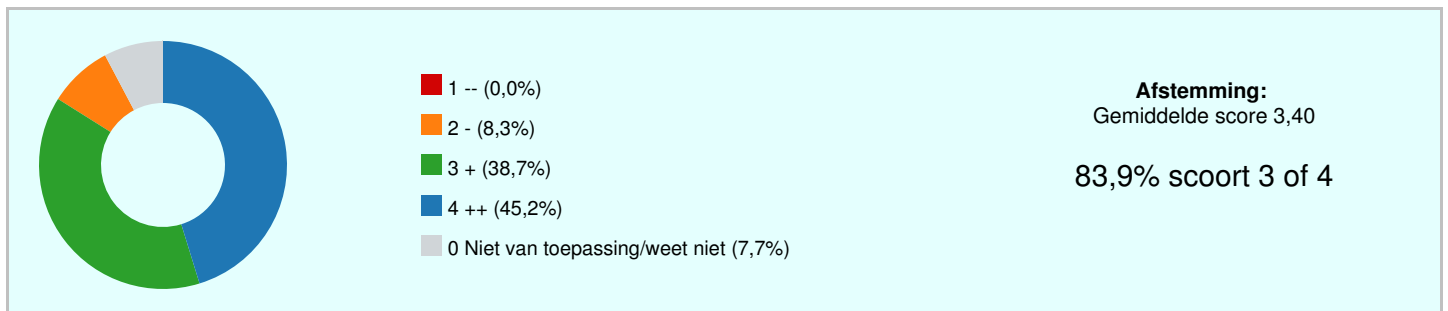 1 -- (0,0%)
2 - (8,3%)
3 + (38,7%)
4 ++ (45,2%)
0 Niet van toepassing/weet niet (7,7%)
Afstemming:
Gemiddelde score 3,40
83,9% scoort 3 of 4